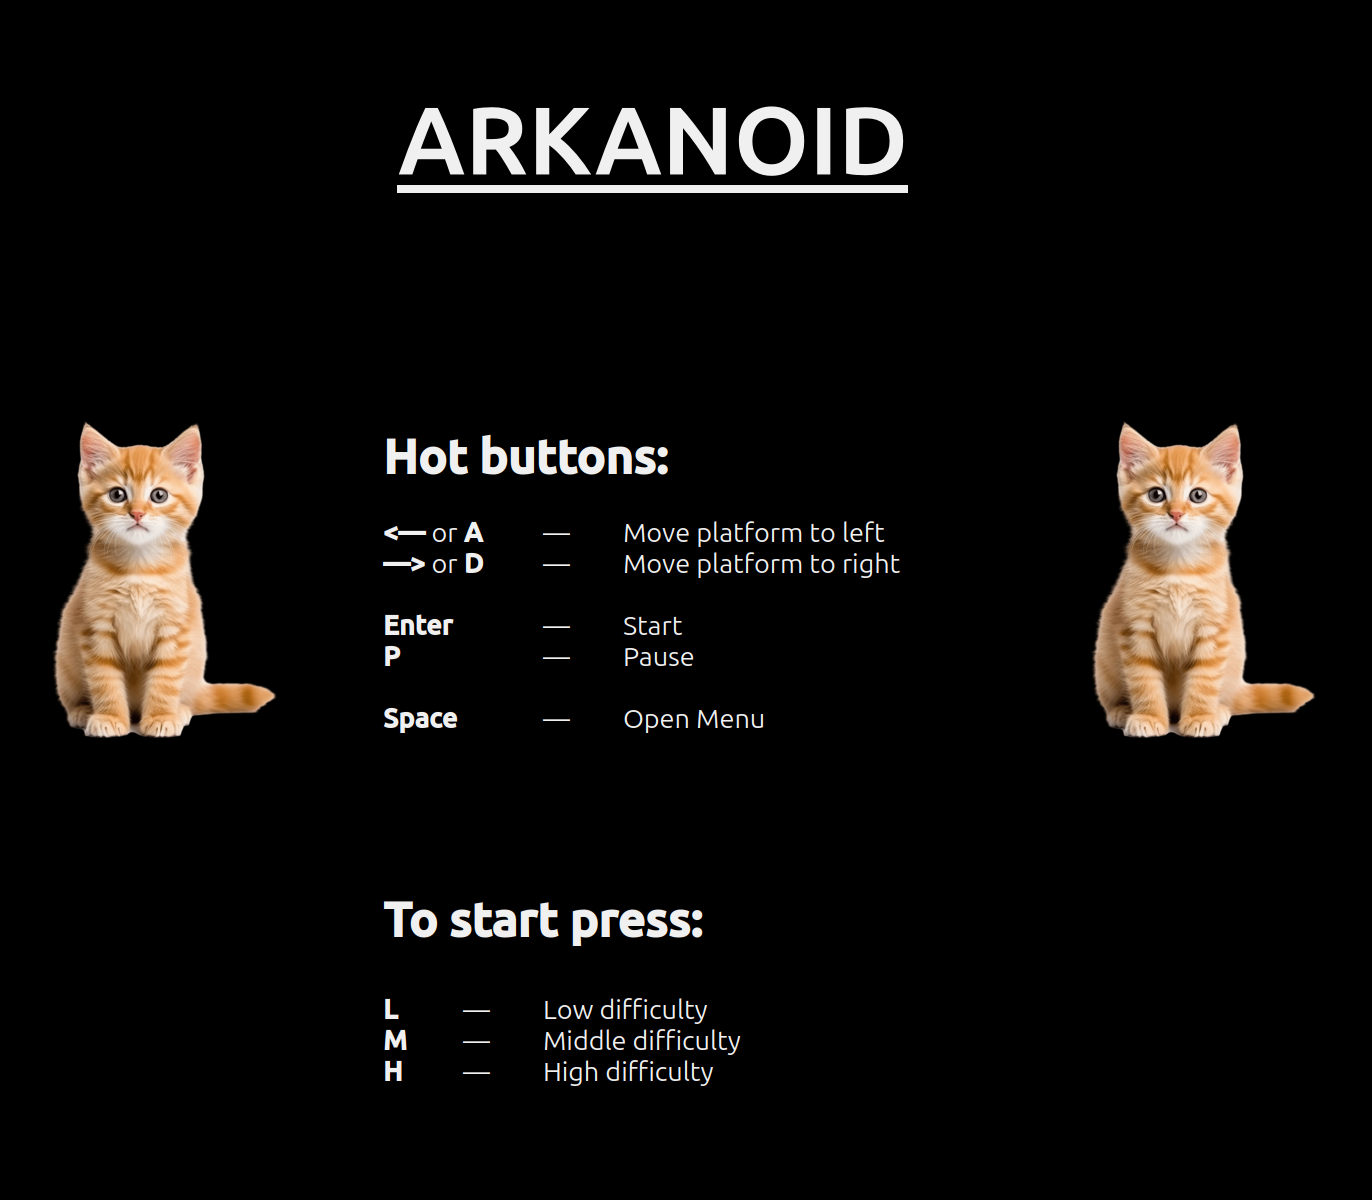 ARKANOID
Hot buttons:
<— or A — Move platform to left
—> or D — Move platform to right
Enter — Start
P — Pause
Space — Open Menu
To start press:
L — Low difficulty
M — Middle difficulty
H — High difficulty